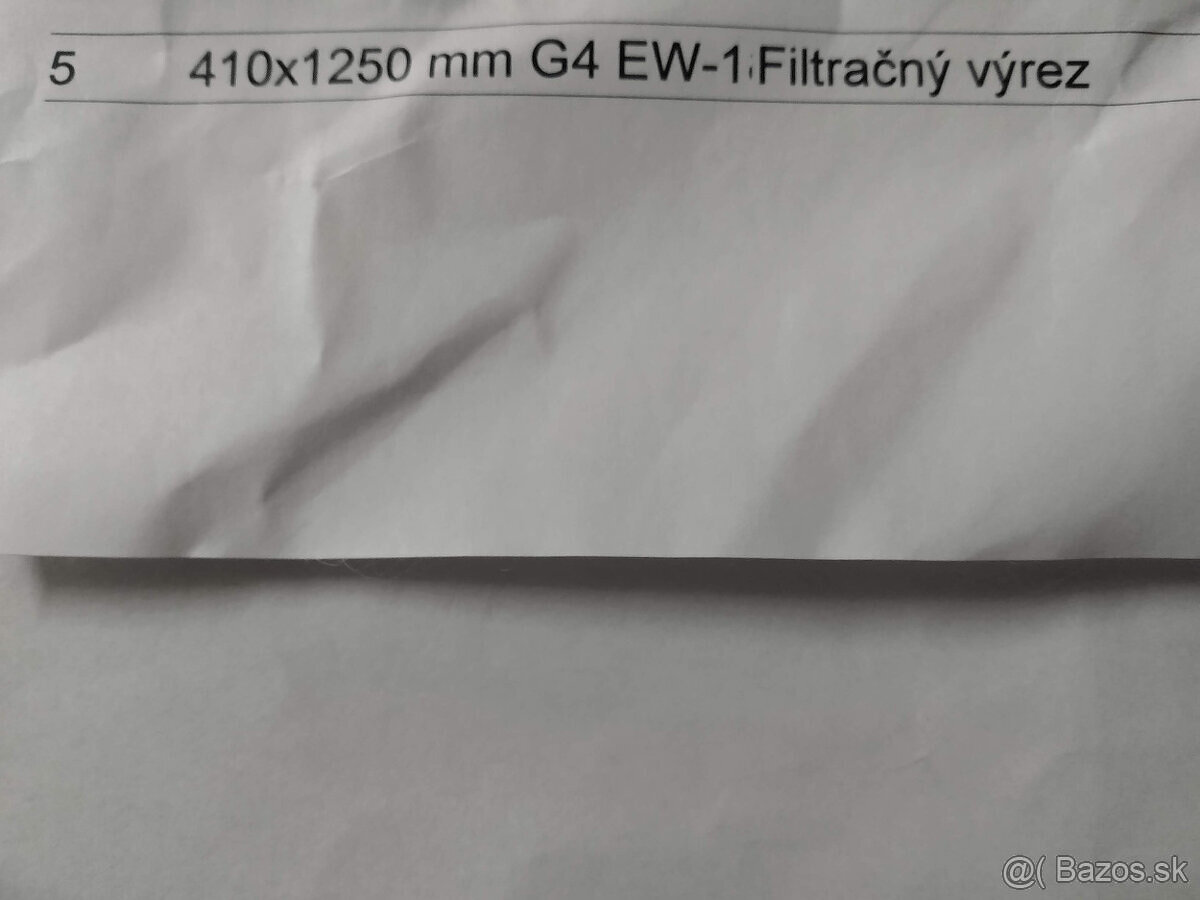 5 410x1250 mm G4 EW-1 Filtračný výrez
@( Bazos.sk